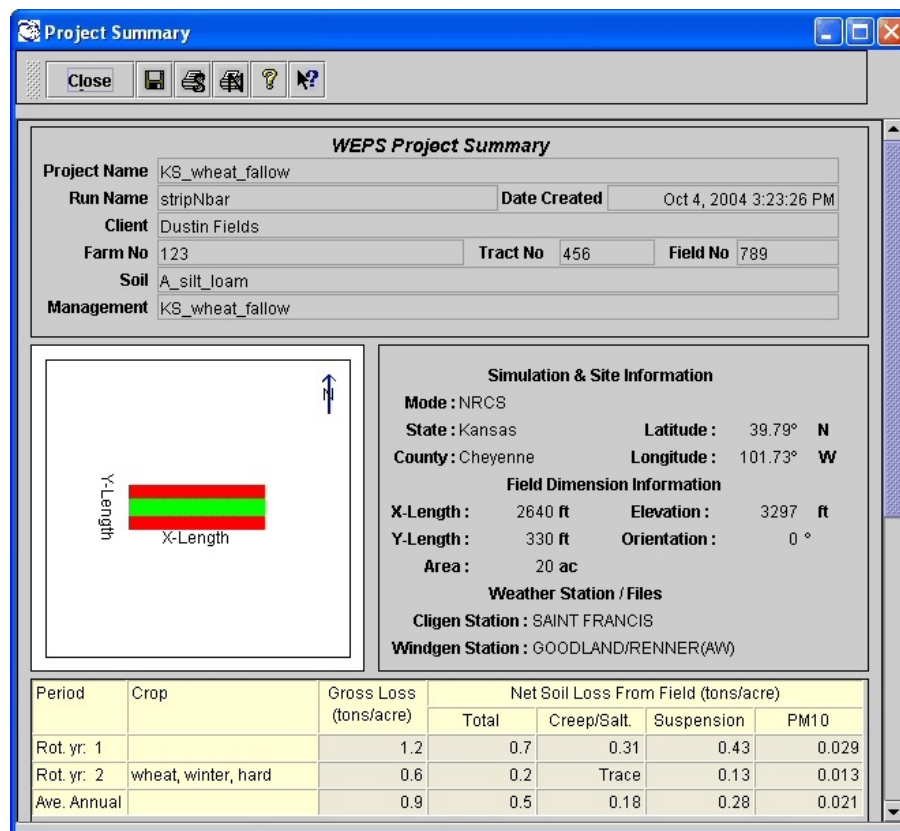 Project Summary
Close
WEPS Project Summary
Project Name KS_wheat_fallow
Run Name stripNbar Date Created Oct 4, 2004 3:23:26 PM
Client Dustin Fields
Farm No 123 Tract No 456 Field No 789
Soil A_silt_loam
Management KS_wheat_fallow
N
Y-Length
X-Length
Simulation & Site Information
Mode : NRCS
State : Kansas Latitude : 39.79° N
County : Cheyenne Longitude : 101.73° W
Field Dimension Information
X-Length : 2640 ft Elevation : 3297 ft
Y-Length : 330 ft Orientation : 0 °
Area : 20 ac
Weather Station / Files
Cligen Station : SAINT FRANCIS
Windgen Station : GOODLAND/RENNER(AW)
Period Crop Gross Loss Net Soil Loss From Field (tons/acre)
(tons/acre) Total Creep/Salt. Suspension PM10
Rot. yr: 1 1.2 0.7 0.31 0.43 0.029
Rot. yr: 2 wheat, winter, hard 0.6 0.2 Trace 0.13 0.013
Ave. Annual 0.9 0.5 0.18 0.28 0.021